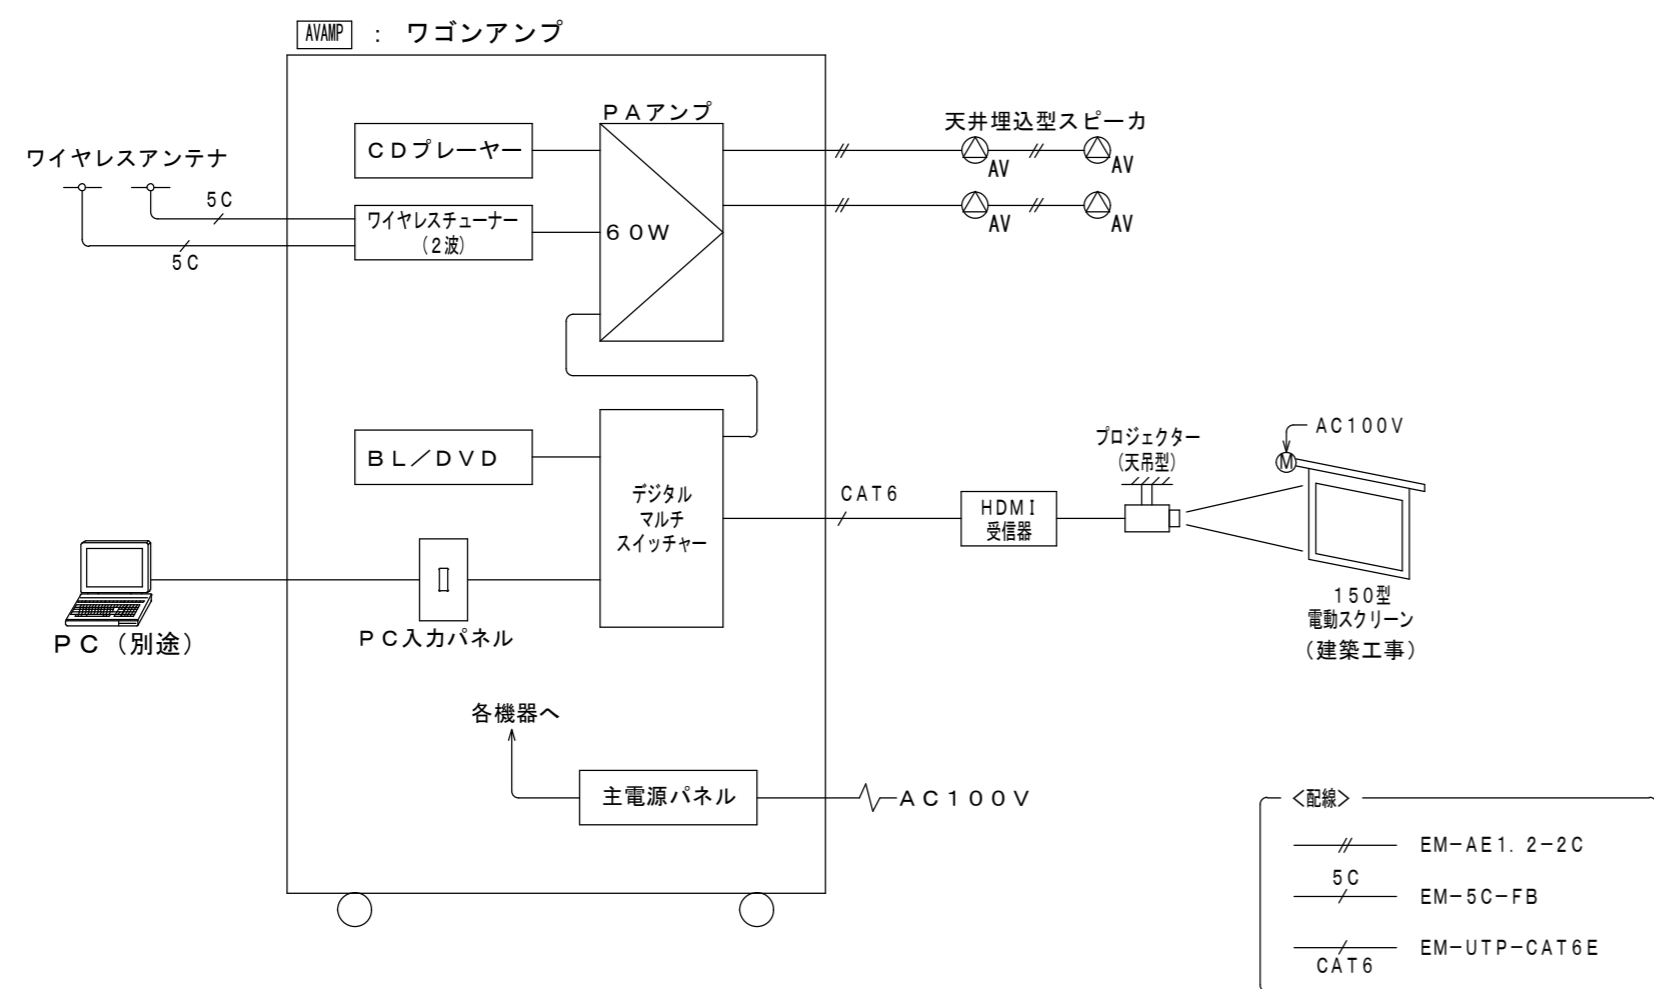 AVAMP : ワゴンアンプ
PAアンプ
CDプレーヤー
天井埋込型スピーカ
AV
AV
ワイヤレスアンテナ
5C
5C
ワイヤレスチューナー
(2波)
60W
AV
AV
BL/DVD
デジタル
マルチ
スイッチャー
CAT6
HDMI
受信器
プロジェクター
(天吊型)
AC100V
M
150型
電動スクリーン
(建築工事)
PC(別途)
PC入力パネル
各機器へ
主電源パネル
AC100V
<配線>
EM-AE1.2-2C
5C
EM-5C-FB
CAT6
EM-UTP-CAT6E